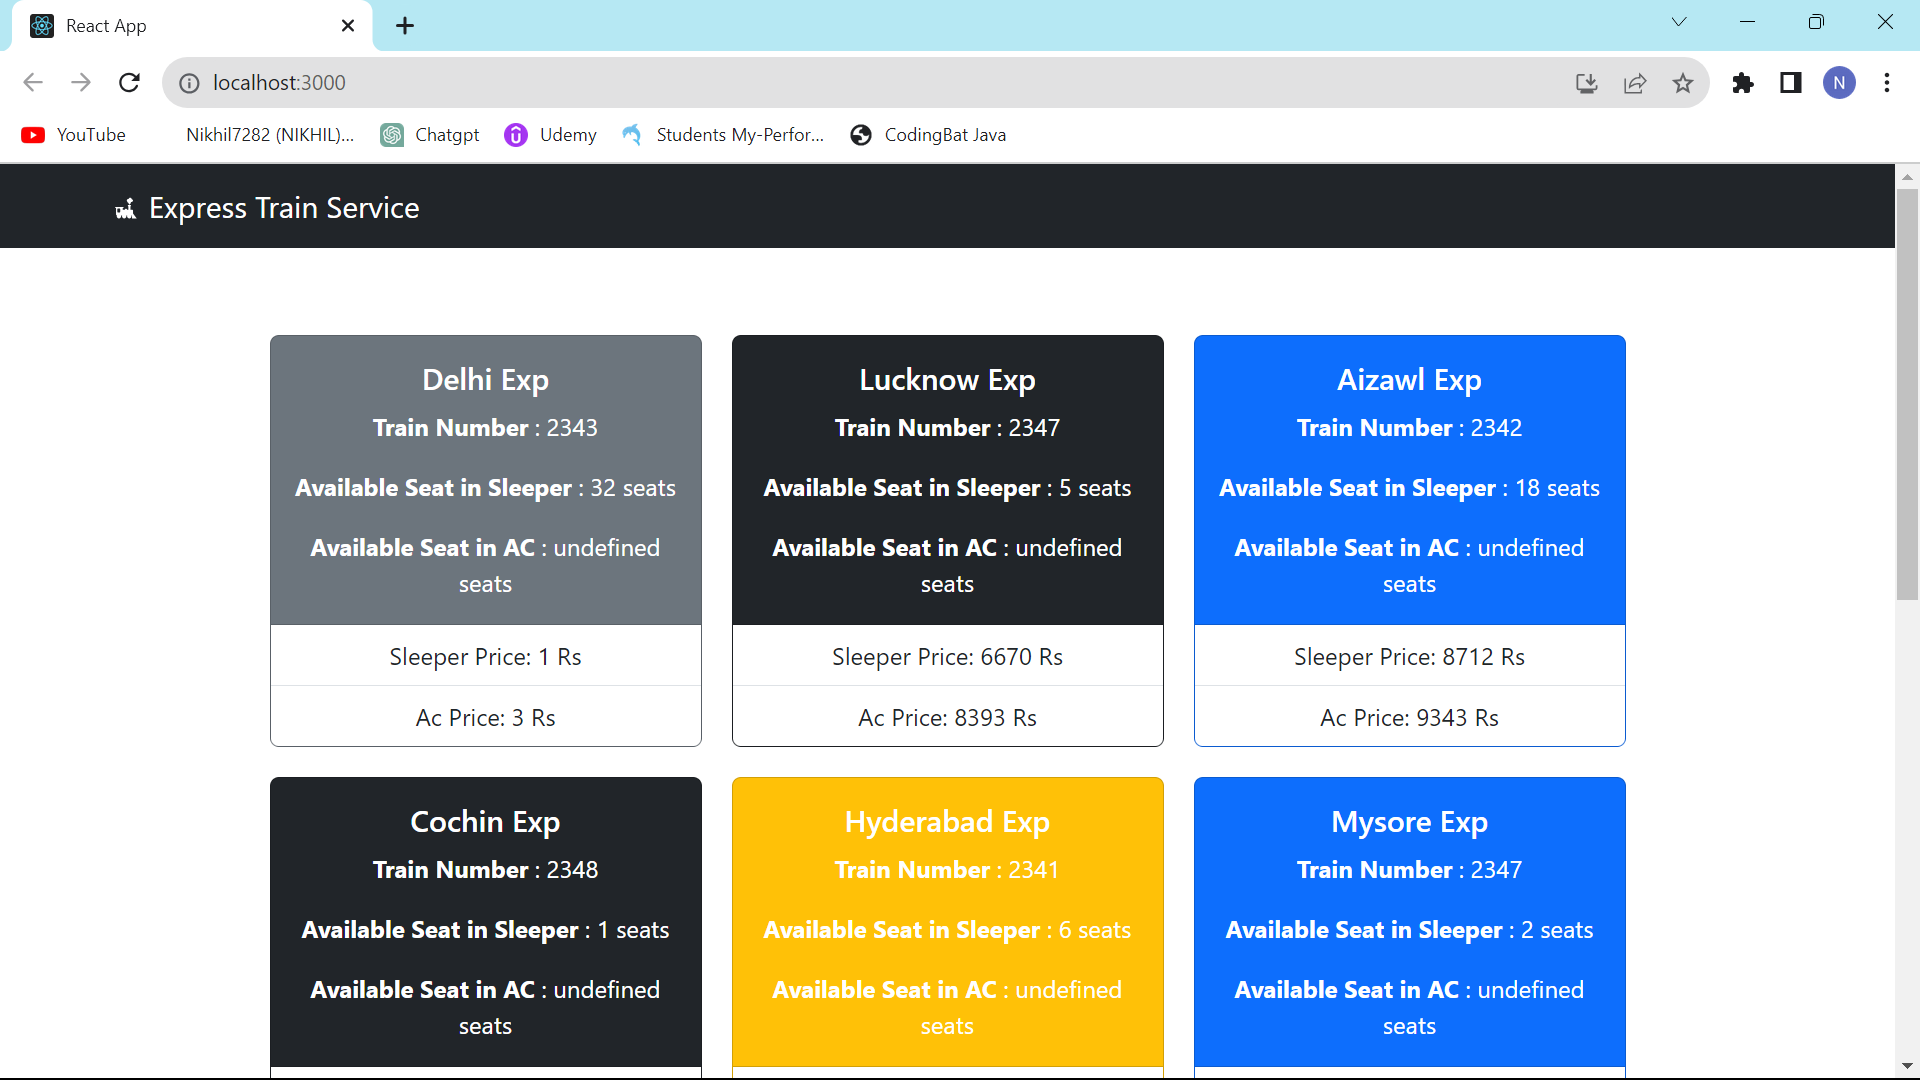 React App
localhost:3000
N
YouTube
Nikhil7282 (NIKHIL)...
Chatgpt
Udemy
Students My-Perfor...
CodingBat Java
Express Train Service
Delhi Exp
Train Number : 2343
Available Seat in Sleeper : 32 seats
Available Seat in AC : undefined
seats
Sleeper Price: 1 Rs
Ac Price: 3 Rs
Lucknow Exp
Train Number : 2347
Available Seat in Sleeper : 5 seats
Available Seat in AC : undefined
seats
Sleeper Price: 6670 Rs
Ac Price: 8393 Rs
Aizawl Exp
Train Number : 2342
Available Seat in Sleeper : 18 seats
Available Seat in AC : undefined
seats
Sleeper Price: 8712 Rs
Ac Price: 9343 Rs
Cochin Exp
Train Number : 2348
Available Seat in Sleeper : 1 seats
Available Seat in AC : undefined
seats
Hyderabad Exp
Train Number : 2341
Available Seat in Sleeper : 6 seats
Available Seat in AC : undefined
seats
Mysore Exp
Train Number : 2347
Available Seat in Sleeper : 2 seats
Available Seat in AC : undefined
seats